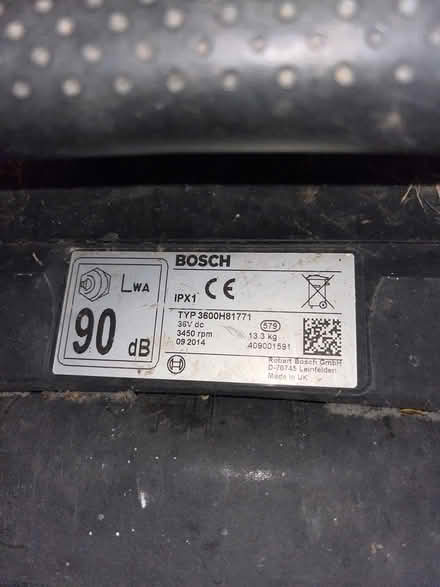 LWA
90 dB
BOSCH
IPX1 CE
TYP 3600H81771
36V dc 579
3450 rpm 13.3 kg
09 2014 409001591
Robert Bosch GmbH
D-70745 Leinfelden
Made in UK